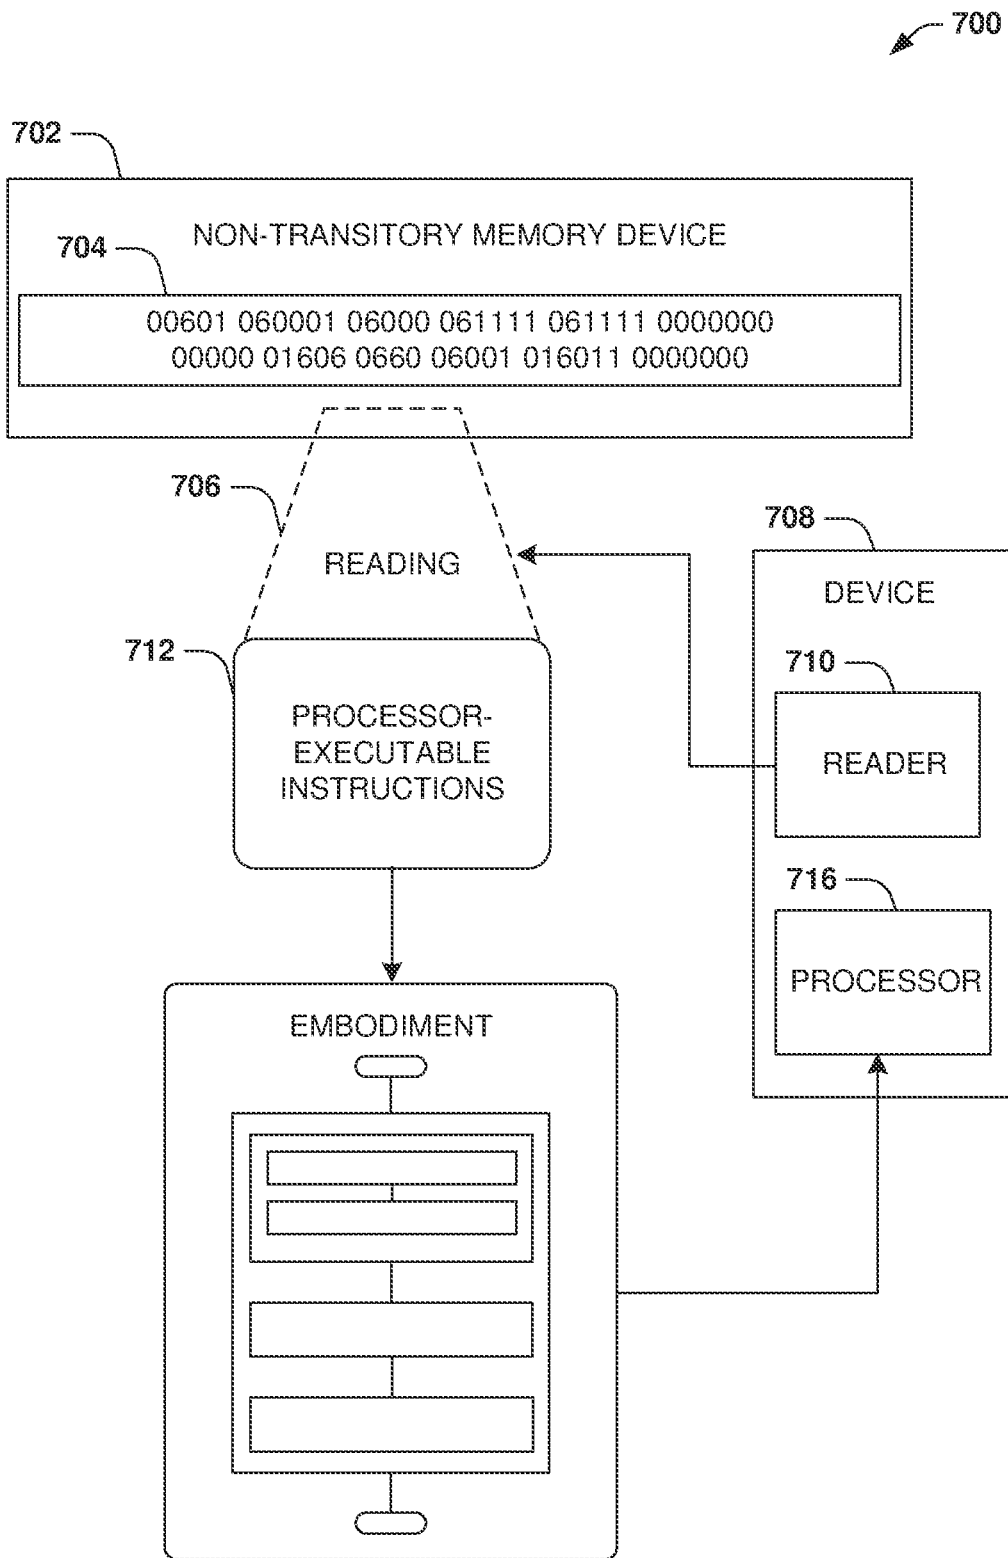 700
702
NON-TRANSITORY MEMORY DEVICE
704
00601 060001 06000 061111 061111 0000000
00000 01606 0660 06001 016011 0000000
706
READING
708
DEVICE
712
PROCESSOR-
EXECUTABLE
INSTRUCTIONS
710
READER
716
PROCESSOR
EMBODIMENT